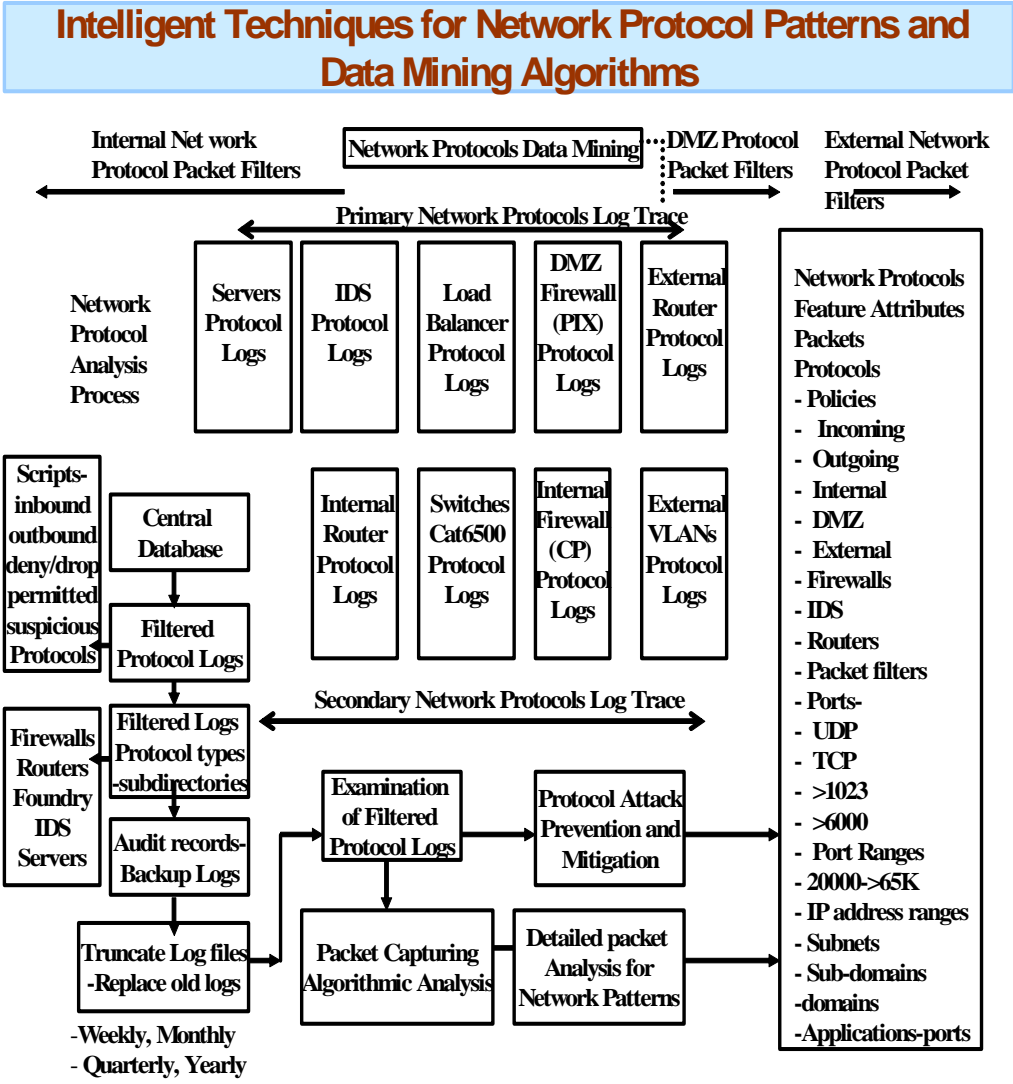 Intelligent Techniques for Network Protocol Patterns and
Data Mining Algorithms
Internal Net work
Protocol Packet Filters
Network Protocols Data Mining
DMZ Protocol
Packet Filters
External Network
Protocol Packet
Filters
Primary Network Protocols Log Trace
Network
Protocol
Analysis
Process
Servers
Protocol
Logs
IDS
Protocol
Logs
Load
Balancer
Protocol
Logs
DMZ
Firewall
(PIX)
Protocol
Logs
External
Router
Protocol
Logs
Internal
Router
Protocol
Logs
Switches
Cat6500
Protocol
Logs
Internal
Firewall
(CP)
Protocol
Logs
External
VLANs
Protocol
Logs
Secondary Network Protocols Log Trace
Scripts-
inbound
outbound
deny/drop
permitted
suspicious
Protocols
Central
Database
Filtered
Protocol Logs
Firewalls
Routers
Foundry
IDS
Servers
Filtered Logs
Protocol types
-subdirectories
Audit records-
Backup Logs
Truncate Log files
-Replace old logs
-Weekly, Monthly
- Quarterly, Yearly
Examination
of Filtered
Protocol Logs
Protocol Attack
Prevention and
Mitigation
Packet Capturing
Algorithmic Analysis
Detailed packet
Analysis for
Network Patterns
Network Protocols
Feature Attributes
Packets
Protocols
- Policies
- Incoming
- Outgoing
- Internal
- DMZ
- External
- Firewalls
- IDS
- Routers
- Packet filters
- Ports-
- UDP
- TCP
- >1023
- >6000
- Port Ranges
- 20000->65K
- IP address ranges
- Subnets
- Sub-domains
-domains
-Applications-ports